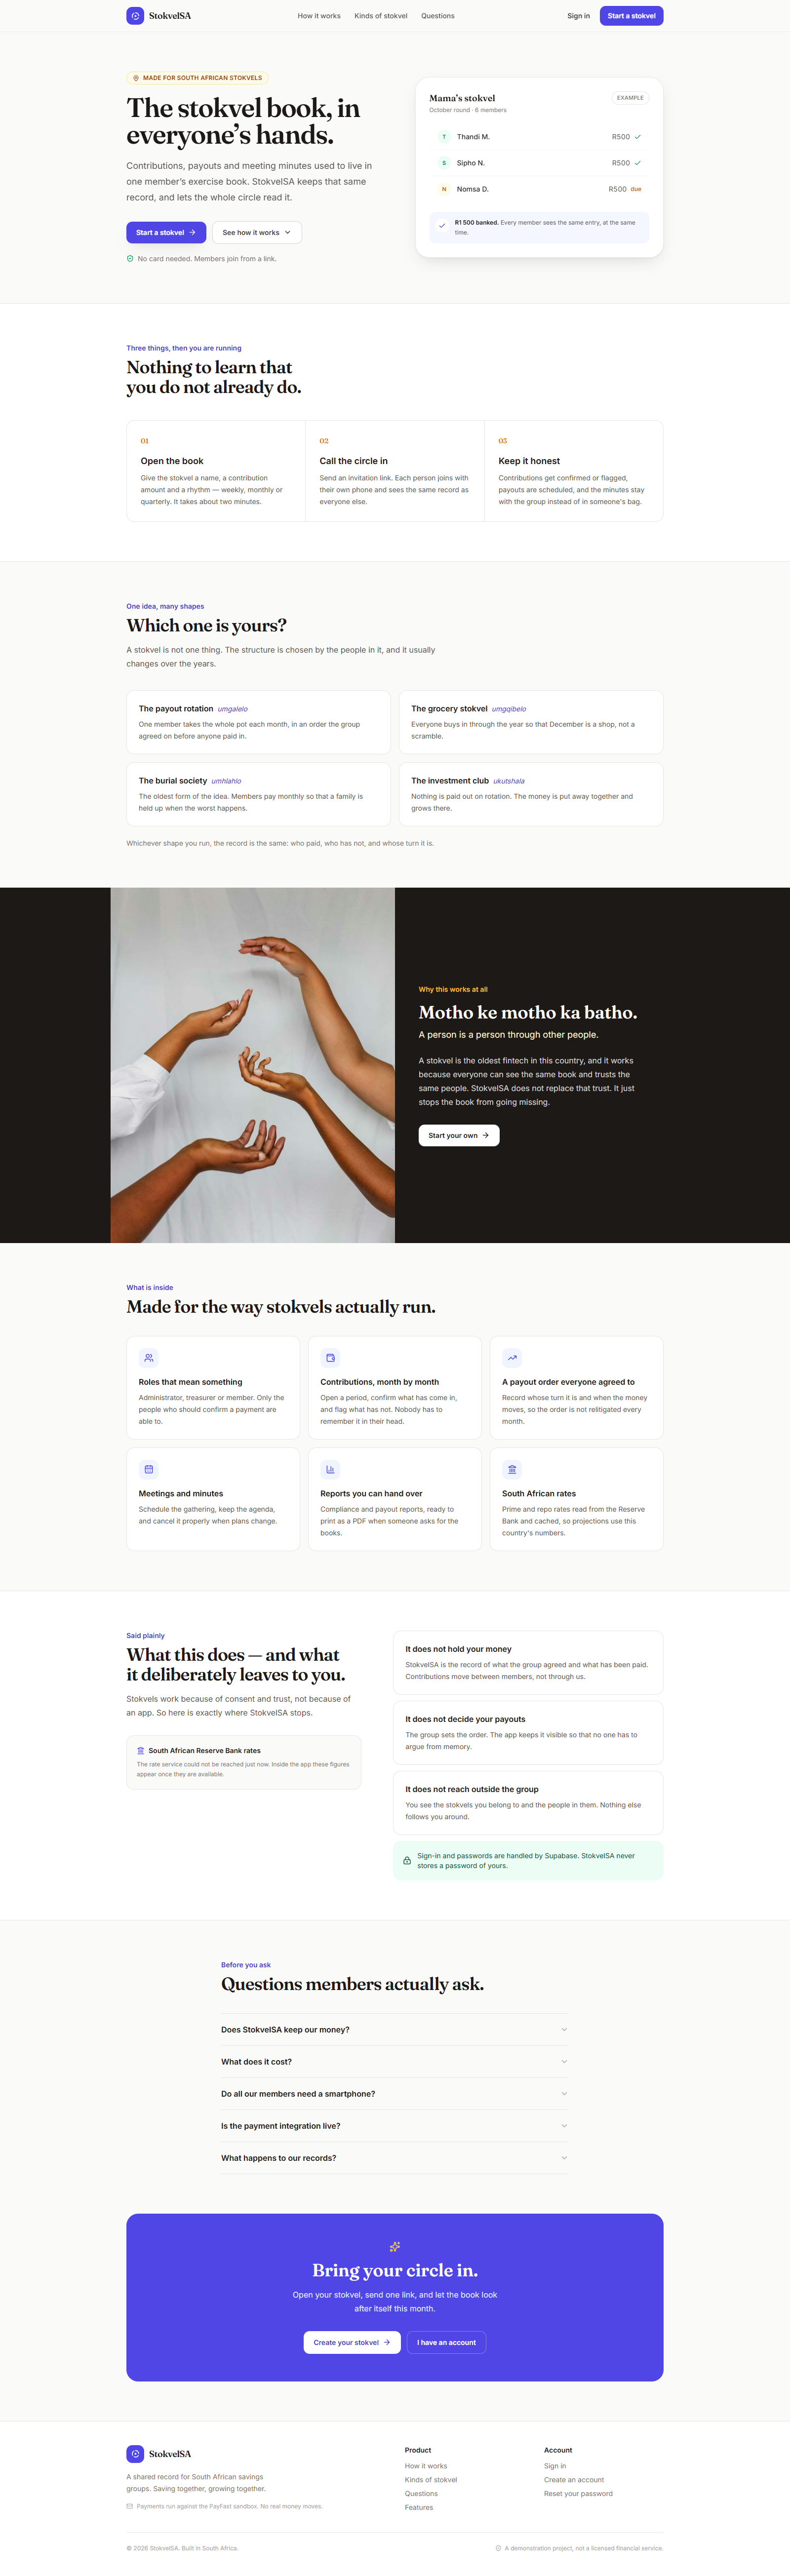 StokvelSA
How it works
Kinds of stokvel
Questions
Sign in
Start a stokvel
MADE FOR SOUTH AFRICAN STOKVELS
The stokvel book, in
everyone’s hands.
Contributions, payouts and meeting minutes used to live in
one member’s exercise book. StokvelSA keeps that same
record, and lets the whole circle read it.
Start a stokvel
See how it works
No card needed. Members join from a link.
Mama's stokvel
October round · 6 members
EXAMPLE
T Thandi M. R500
S Sipho N. R500
N Nomsa D. R500 due
R1 500 banked. Every member sees the same entry, at the same
time.
Three things, then you are running
Nothing to learn that
you do not already do.
01
Open the book
Give the stokvel a name, a contribution
amount and a rhythm — weekly, monthly or
quarterly. It takes about two minutes.
02
Call the circle in
Send an invitation link. Each person joins with
their own phone and sees the same record as
everyone else.
03
Keep it honest
Contributions get confirmed or flagged,
payouts are scheduled, and the minutes stay
with the group instead of in someone's bag.
One idea, many shapes
Which one is yours?
A stokvel is not one thing. The structure is chosen by the people in it, and it usually
changes over the years.
The payout rotation umgalelo
One member takes the whole pot each month, in an order the group
agreed on before anyone paid in.
The grocery stokvel umgqibelo
Everyone buys in through the year so that December is a shop, not a
scramble.
The burial society umhlahlo
The oldest form of the idea. Members pay monthly so that a family is
held up when the worst happens.
The investment club ukutshala
Nothing is paid out on rotation. The money is put away together and
grows there.
Whichever shape you run, the record is the same: who paid, who has not, and whose turn it is.
Why this works at all
Motho ke motho ka batho.
A person is a person through other people.
A stokvel is the oldest fintech in this country, and it works
because everyone can see the same book and trusts the
same people. StokvelSA does not replace that trust. It just
stops the book from going missing.
Start your own
What is inside
Made for the way stokvels actually run.
Roles that mean something
Administrator, treasurer or member. Only the
people who should confirm a payment are
able to.
Contributions, month by month
Open a period, confirm what has come in,
and flag what has not. Nobody has to
remember it in their head.
A payout order everyone agreed to
Record whose turn it is and when the money
moves, so the order is not relitigated every
month.
Meetings and minutes
Schedule the gathering, keep the agenda,
and cancel it properly when plans change.
Reports you can hand over
Compliance and payout reports, ready to
print as a PDF when someone asks for the
books.
South African rates
Prime and repo rates read from the Reserve
Bank and cached, so projections use this
country's numbers.
Said plainly
What this does — and what
it deliberately leaves to you.
Stokvels work because of consent and trust, not because of
an app. So here is exactly where StokvelSA stops.
South African Reserve Bank rates
The rate service could not be reached just now. Inside the app these figures
appear once they are available.
It does not hold your money
StokvelSA is the record of what the group agreed and what has been paid.
Contributions move between members, not through us.
It does not decide your payouts
The group sets the order. The app keeps it visible so that no one has to
argue from memory.
It does not reach outside the group
You see the stokvels you belong to and the people in them. Nothing else
follows you around.
Sign-in and passwords are handled by Supabase. StokvelSA never
stores a password of yours.
Before you ask
Questions members actually ask.
Does StokvelSA keep our money?
What does it cost?
Do all our members need a smartphone?
Is the payment integration live?
What happens to our records?
Bring your circle in.
Open your stokvel, send one link, and let the book look
after itself this month.
Create your stokvel
I have an account
StokvelSA
A shared record for South African savings
groups. Saving together, growing together.
Payments run against the PayFast sandbox. No real money moves.
Product
How it works
Kinds of stokvel
Questions
Features
Account
Sign in
Create an account
Reset your password
© 2026 StokvelSA. Built in South Africa.
A demonstration project, not a licensed financial service.